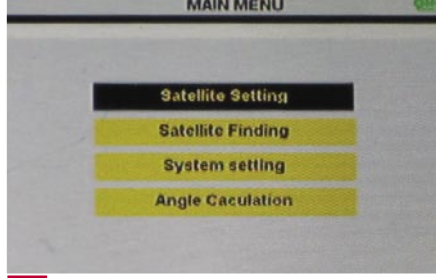 MAIN MENU
Satellite Setting
Satellite Finding
System setting
Angle Caculation